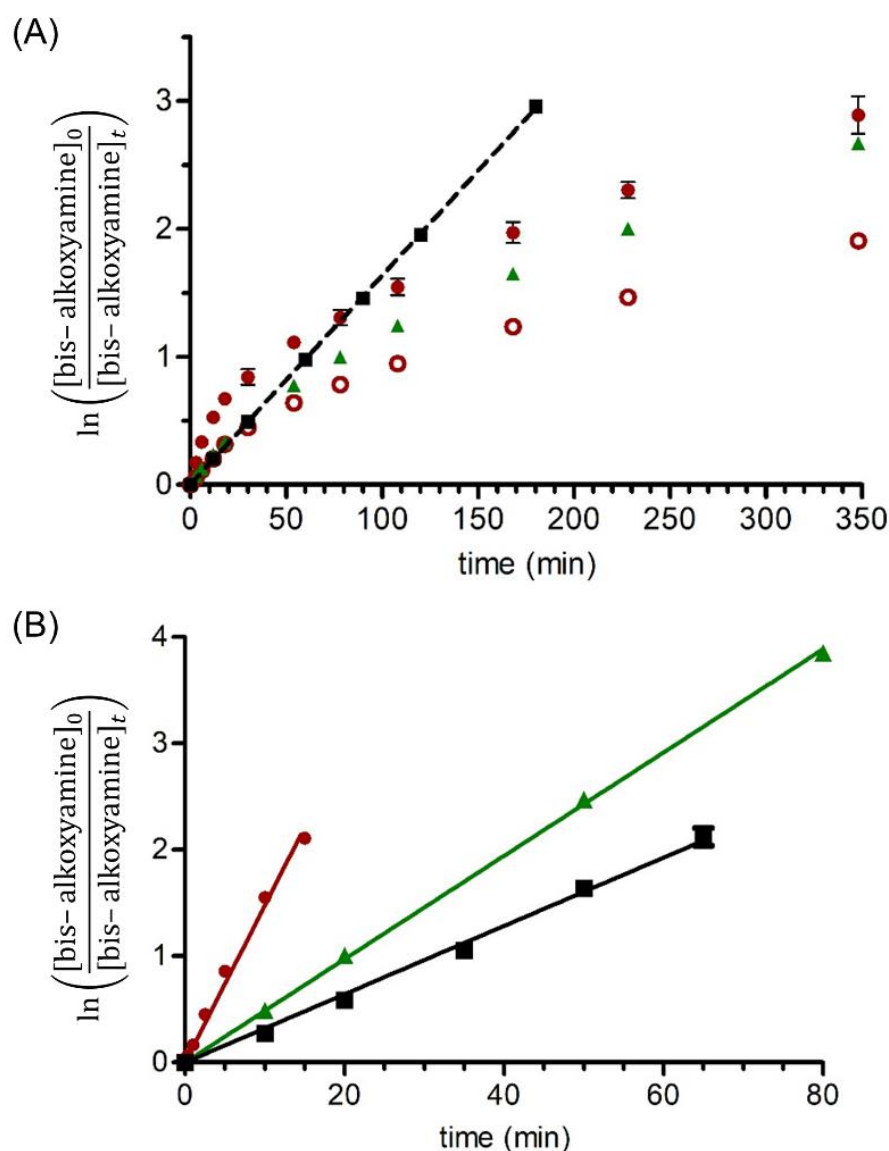 (A)
3
2
1
0
ln ([bis– alkoxyamine]₀ / [bis– alkoxyamine]ₜ)
0 50 100 150 200 250 300 350
time (min)
(B)
4
3
2
1
0
ln ([bis– alkoxyamine]₀ / [bis– alkoxyamine]ₜ)
0 20 40 60 80
time (min)